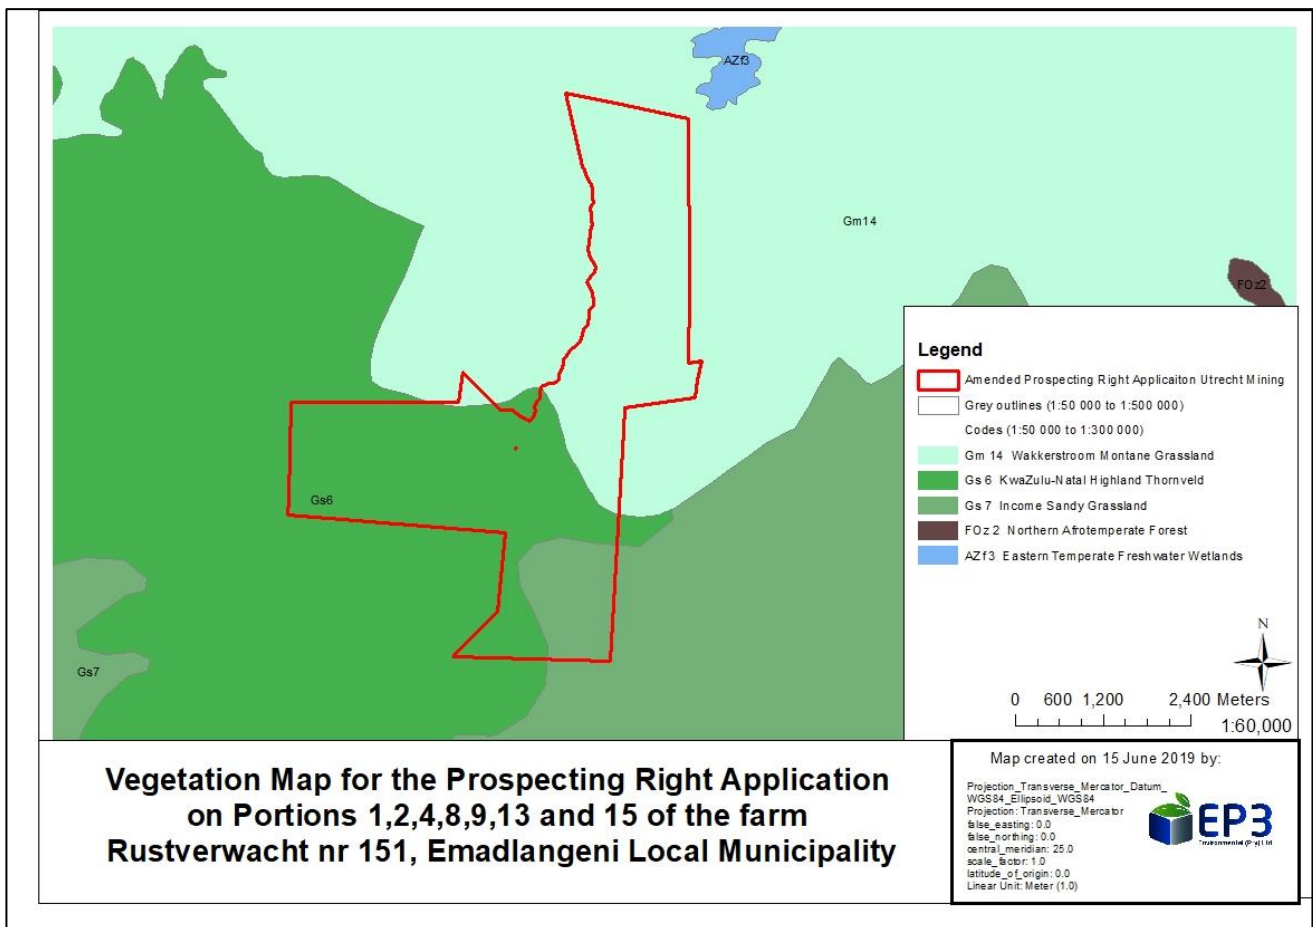 AZf3
Gm14
FOz2
Gs6
Gs7
Legend
Amended Prospecting Right Applicaiton Utrecht Mining
Grey outlines (1:50 000 to 1:500 000)
Codes (1:50 000 to 1:300 000)
Gm 14 Wakkerstroom Montane Grassland
Gs 6 KwaZulu-Natal Highland Thornveld
Gs 7 Income Sandy Grassland
FOz 2 Northern Afrotemperate Forest
AZf 3 Eastern Temperate Freshwater Wetlands
N
0 600 1,200 2,400 Meters
1:60,000
Vegetation Map for the Prospecting Right Application
on Portions 1,2,4,8,9,13 and 15 of the farm
Rustverwacht nr 151, Emadlangeni Local Municipality
Map created on 15 June 2019 by:
Projection_Transverse_Mercator_Datum_
WGS84_Ellipsoid_WGS84
Projection: Transverse_Mercator
false_easting: 0.0
false_northing: 0.0
central_meridian: 25.0
scale_factor: 1.0
latitude_of_origin: 0.0
Linear Unit: Meter (1.0)
EP3
Environmental (Pty) Ltd